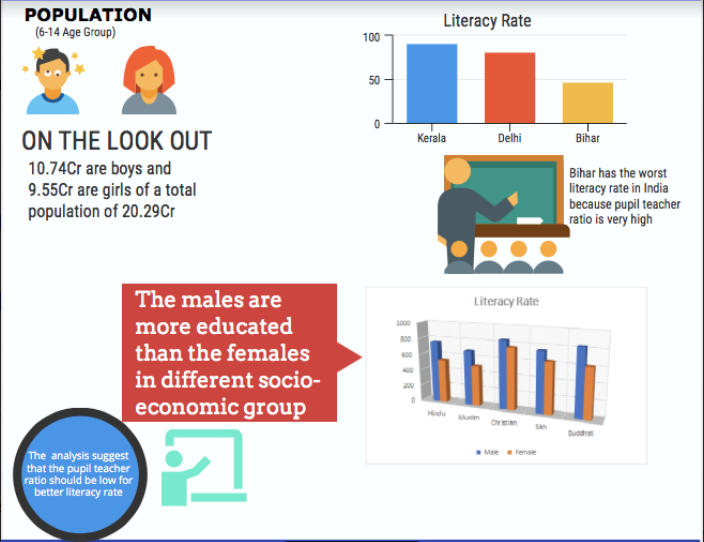 POPULATION
(6-14 Age Group)
ON THE LOOK OUT
10.74Cr are boys and
9.55Cr are girls of a total
population of 20.29Cr
Literacy Rate
100
50
0
Kerala
Delhi
Bihar
Bihar has the worst
literacy rate in India
because pupil teacher
ratio is very high
The males are
more educated
than the females
in different socio-
economic group
Literacy Rate
1000
800
600
400
200
0
Hindu
Muslim
Christian
Buddhist
Male Female
The analysis suggest
that the pupil teacher
ratio should be low for
better literacy rate